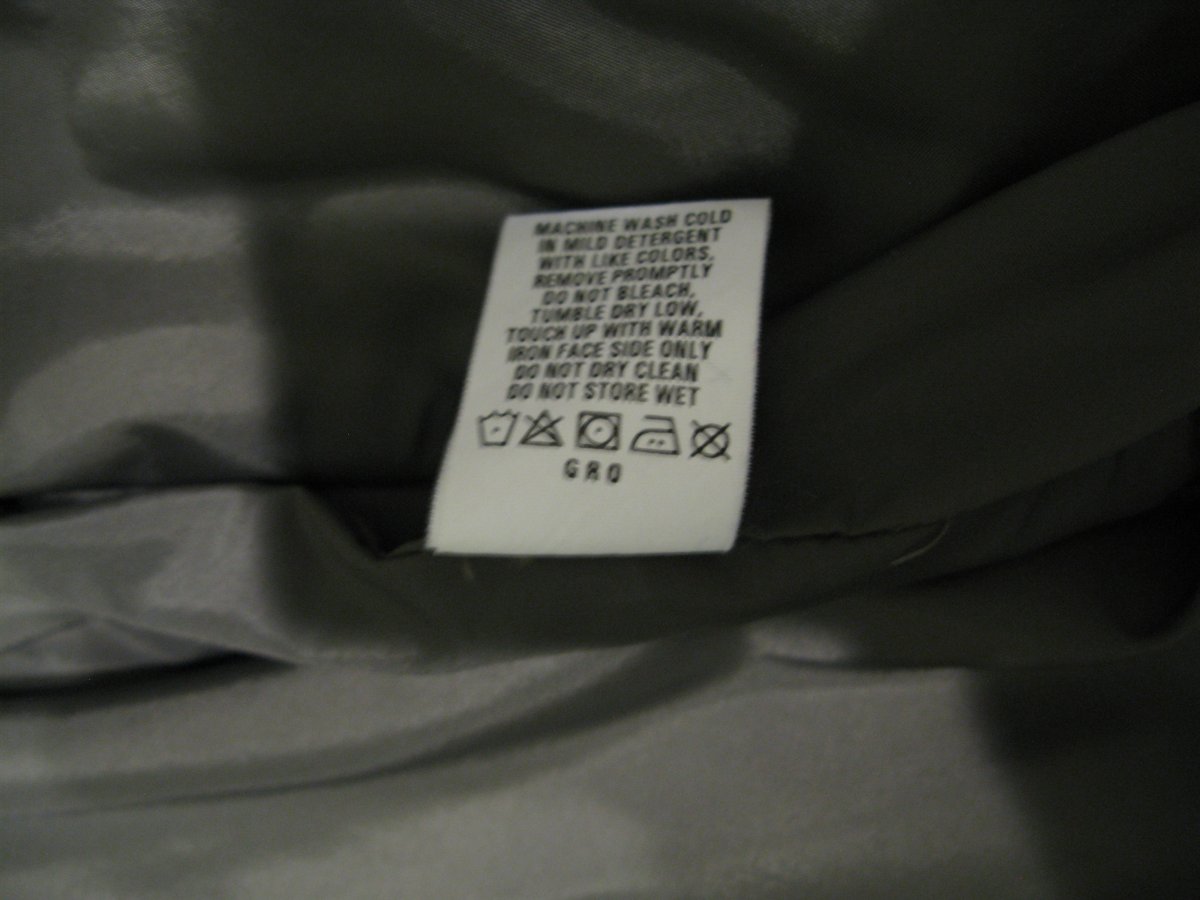 MACHINE WASH COLD
IN MILD DETERGENT
WITH LIKE COLORS,
REMOVE PROMPTLY
DO NOT BLEACH,
TUMBLE DRY LOW,
TOUCH UP WITH WARM
IRON FACE SIDE ONLY
DO NOT DRY CLEAN
DO NOT STORE WET
GRO